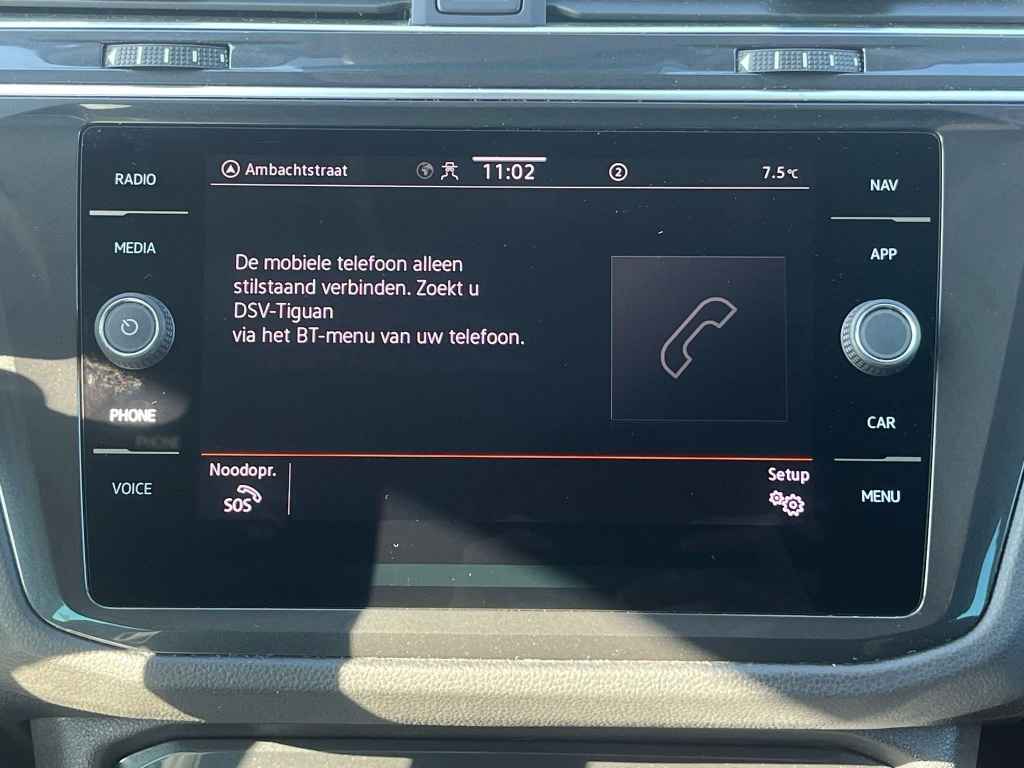 RADIO
MEDIA
PHONE
VOICE
Ambachtstraat 11:02 2 7.5°C
De mobiele telefoon alleen
stilstaand verbinden. Zoekt u
DSV-Tiguan
via het BT-menu van uw telefoon.
Noodopr.
SOS
Setup
NAV
APP
CAR
MENU